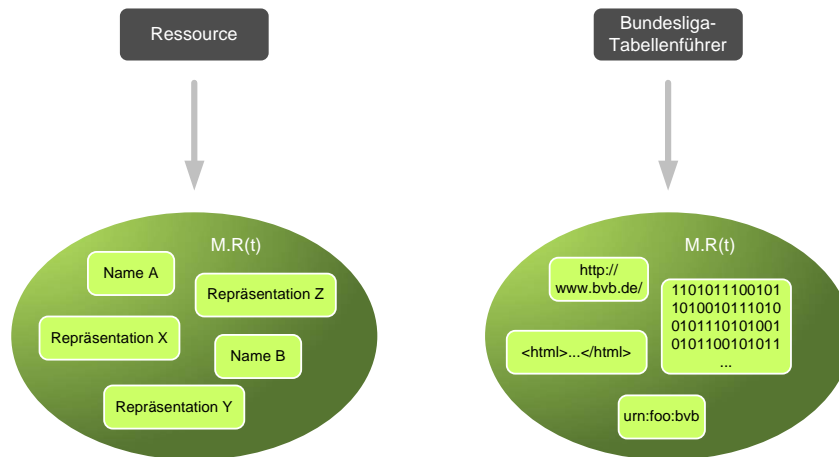 Ressource
Bundesliga-
Tabellenführer
M.R(t)
Name A
Repräsentation Z
Repräsentation X
Name B
Repräsentation Y
M.R(t)
http://
www.bvb.de/
1101011100101
1010010111010
0101110101001
0101100101011
...
<html>...</html>
urn:foo:bvb